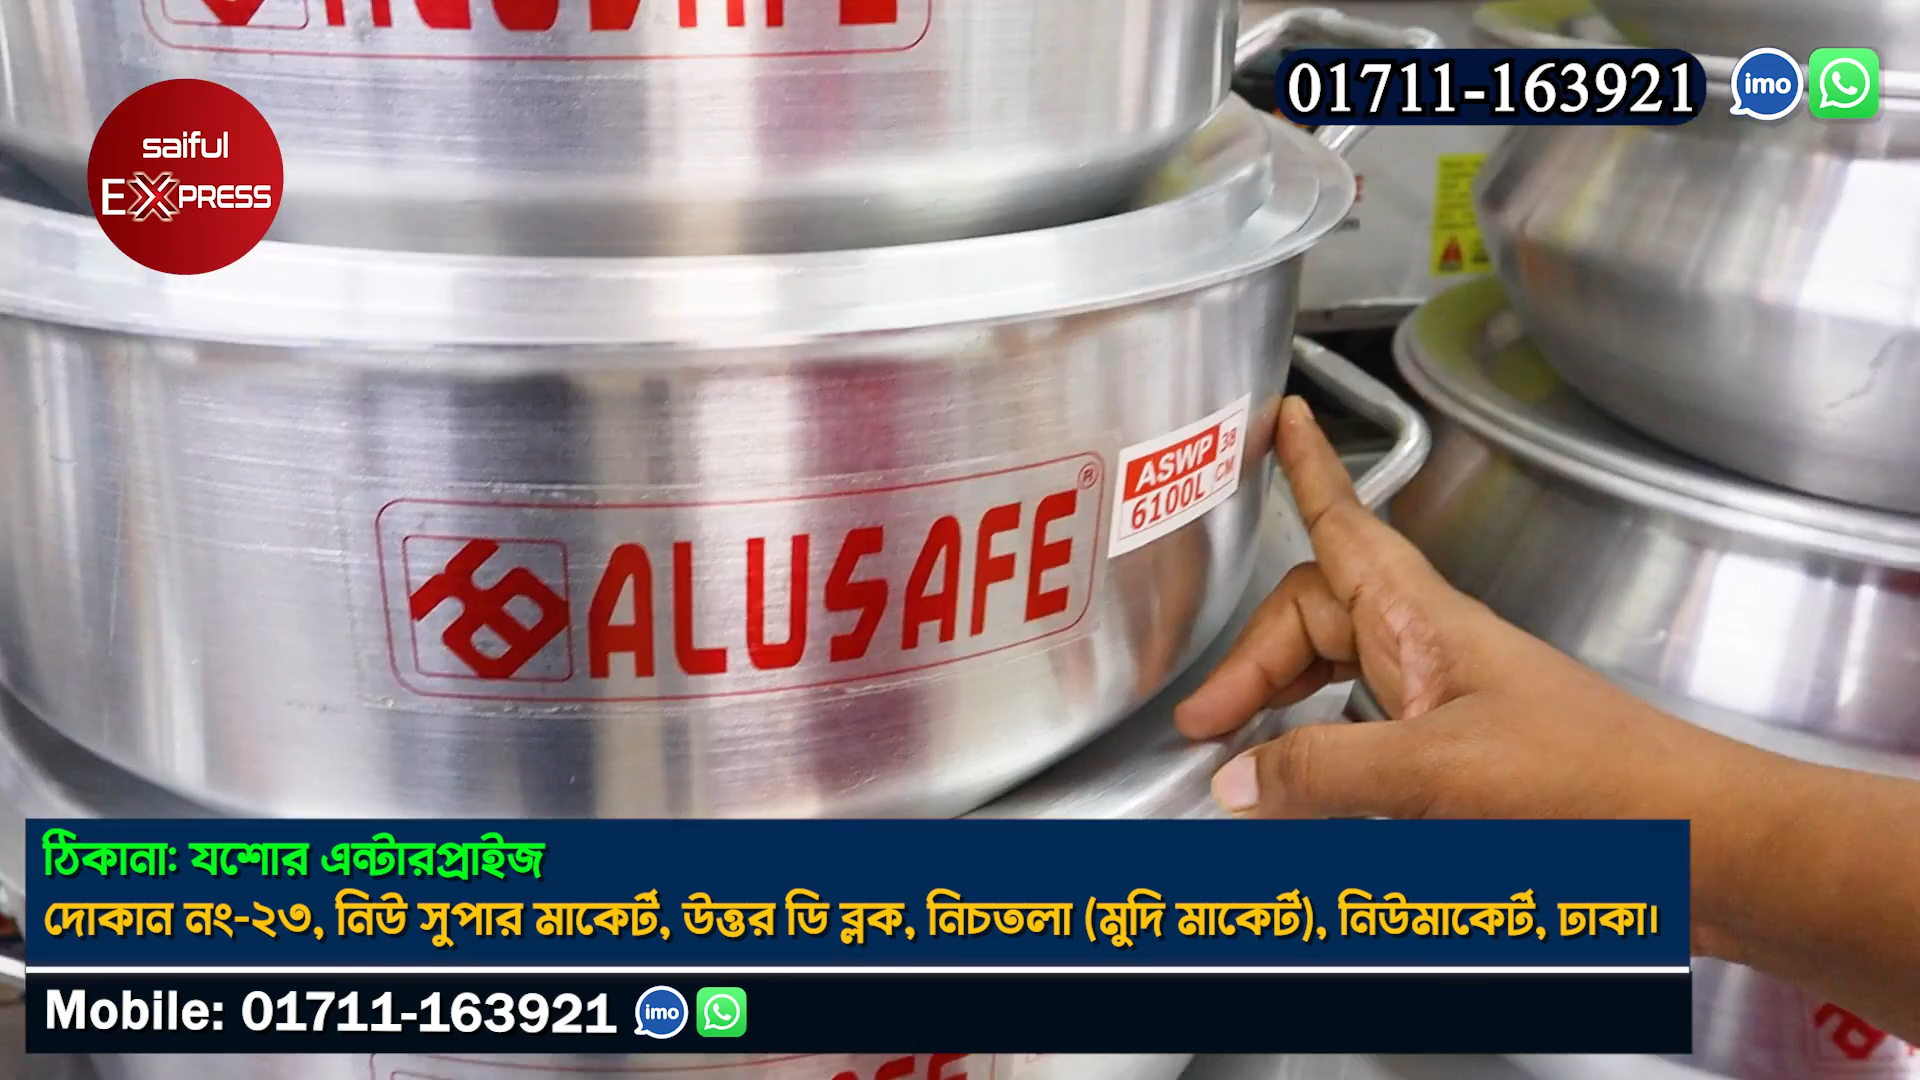 01711-163921
imo
saiful
EXPRESS
ASWP 38
6100L CM
ALUSAFE®
ঠিকানা: যশোর এন্টারপ্রাইজ
দোকান নং-২৩, নিউ সুপার মার্কেট, উত্তর ডি ব্লক, নিচতলা (মুদি মার্কেট), নিউমার্কেট, ঢাকা।
Mobile: 01711-163921 imo